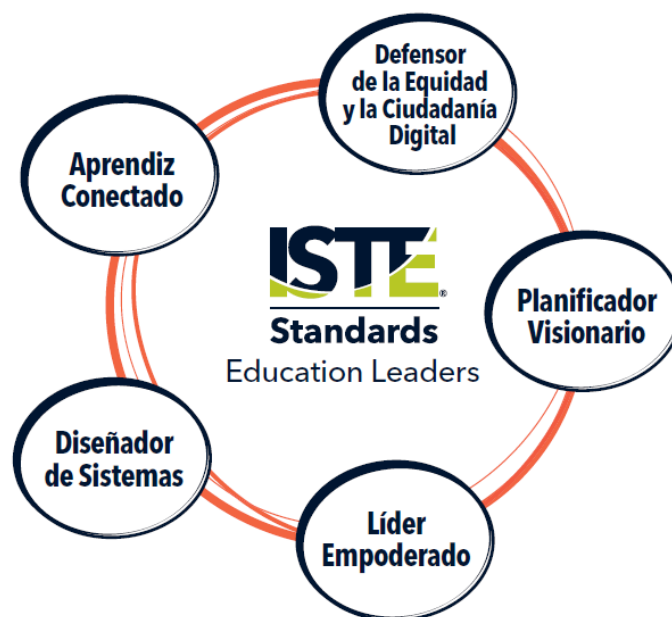 Defensor
de la Equidad
y la Ciudadanía
Digital
Aprendiz
Conectado
ISTE®
Standards
Education Leaders
Planificador
Visionario
Diseñador
de Sistemas
Líder
Empoderado